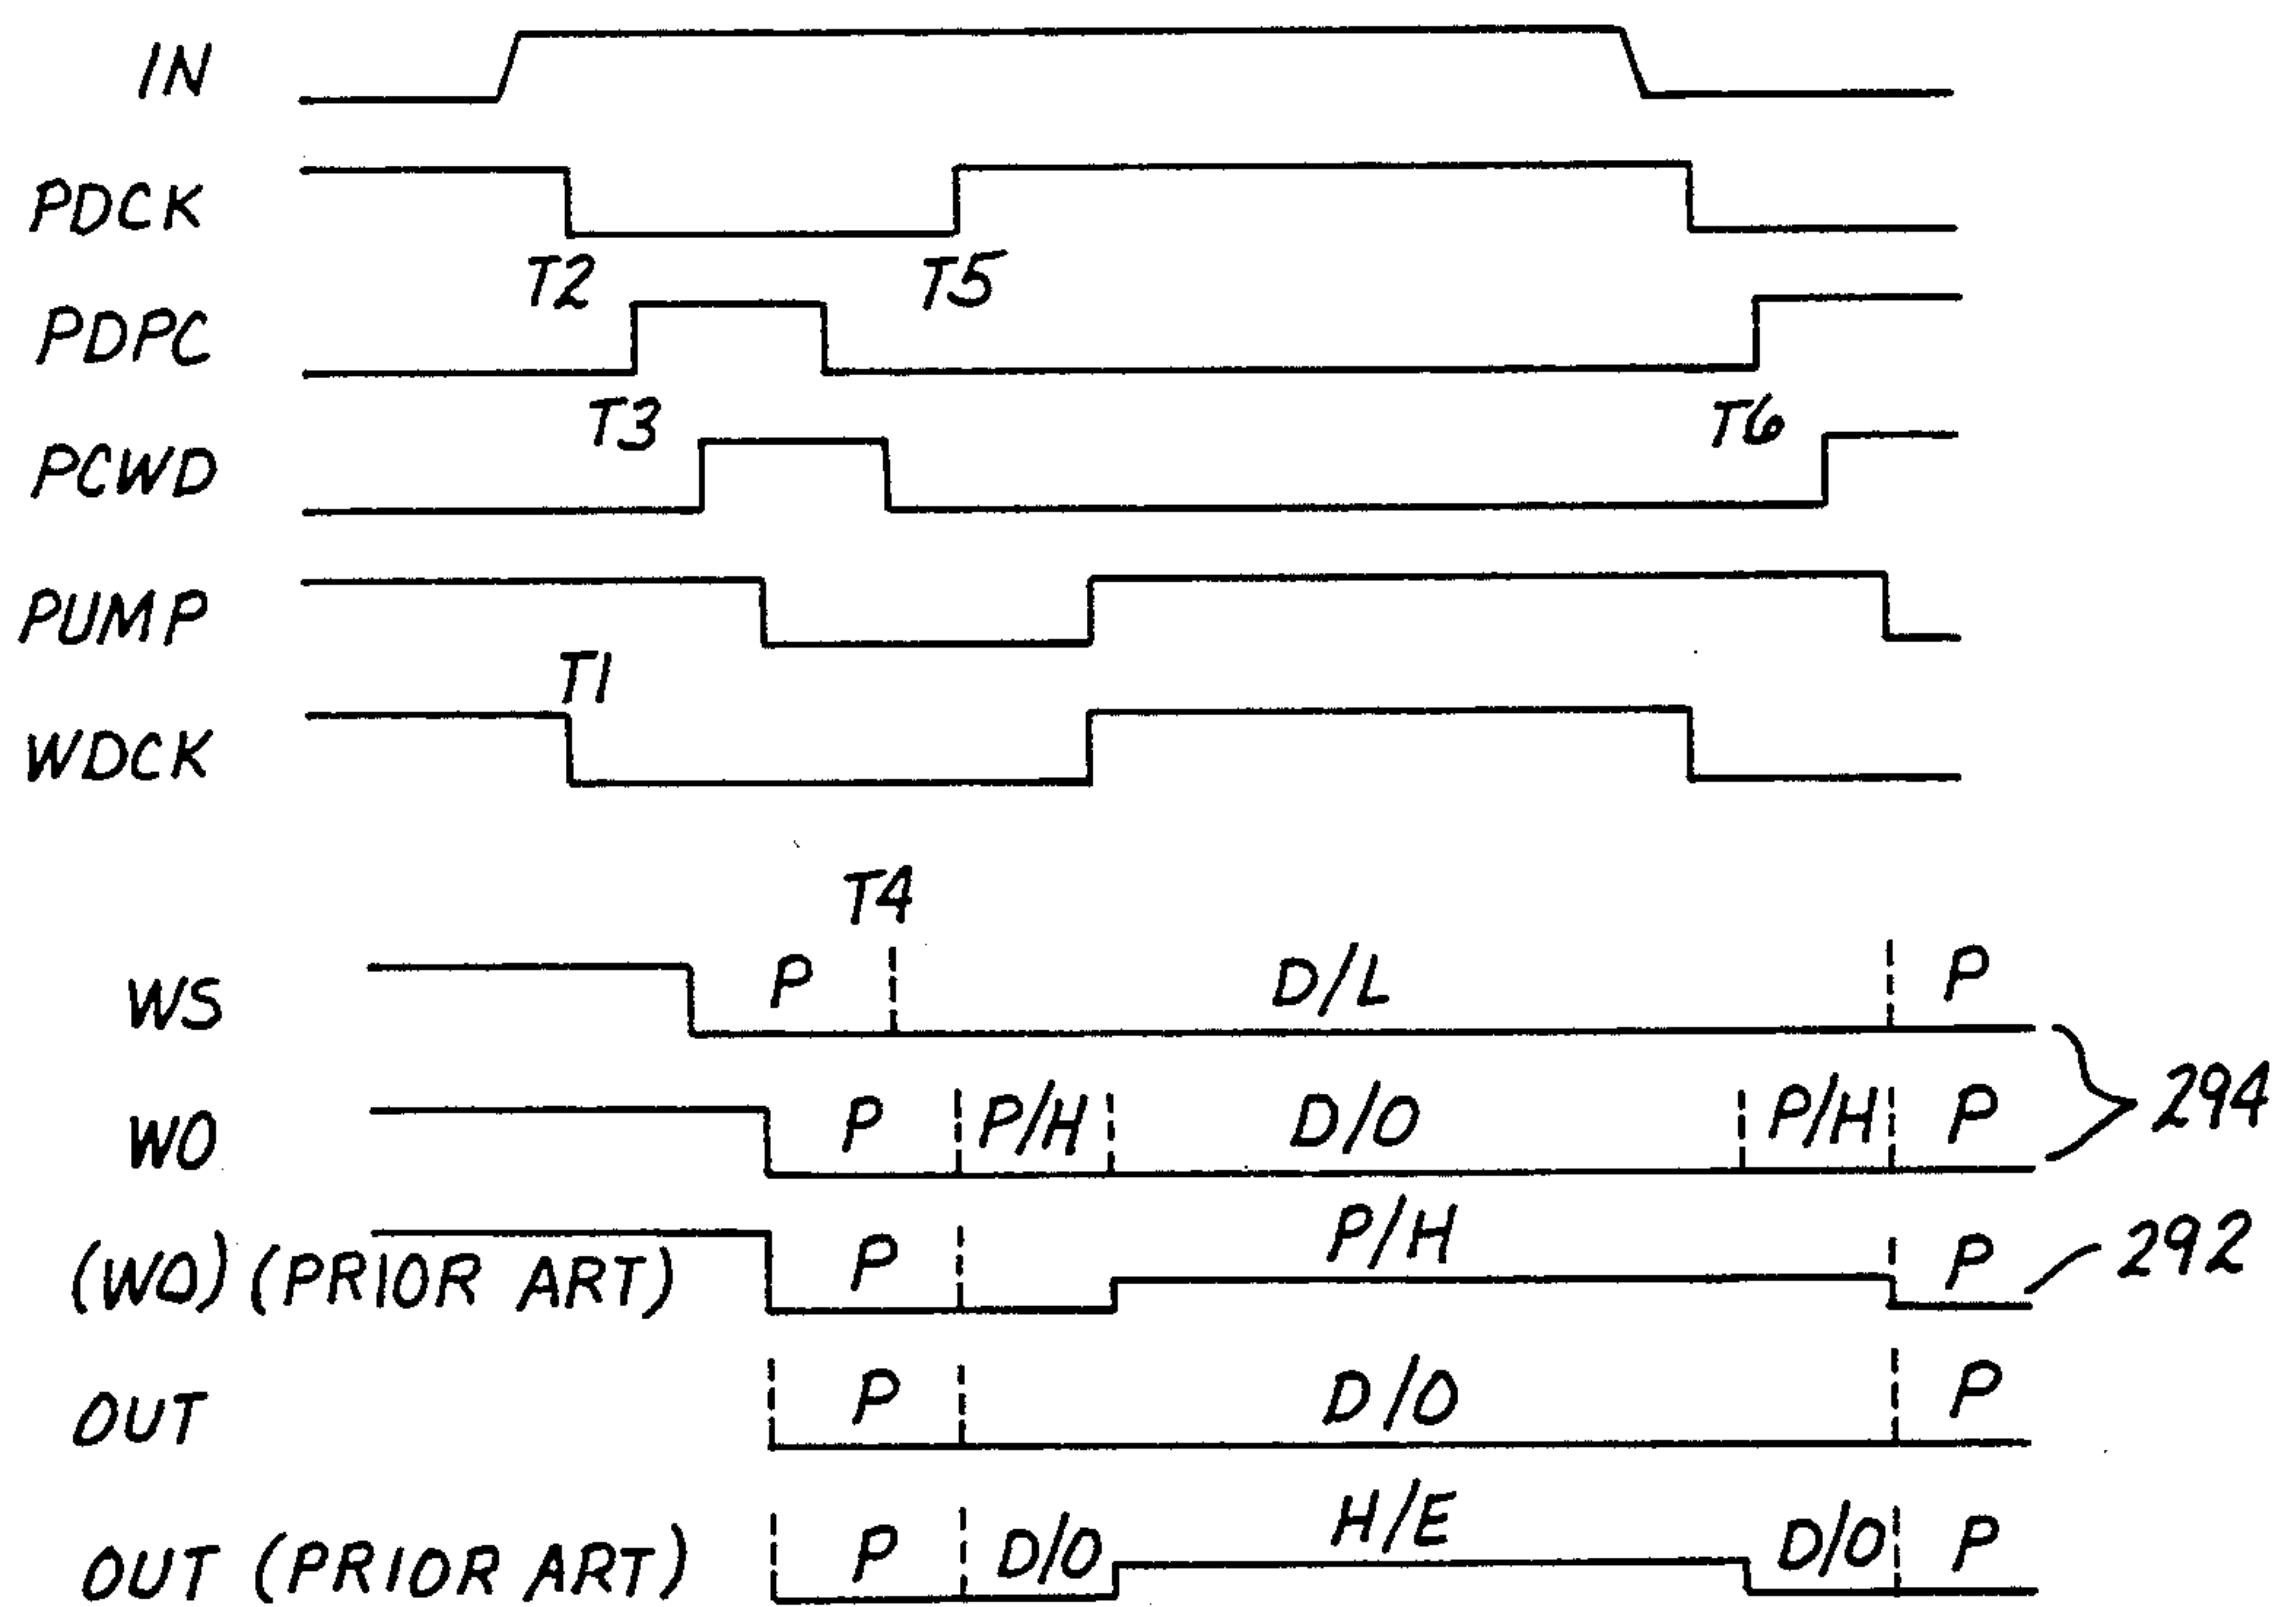 IN
PDCK
T2 T5
PDPC
T3 T6
PCWD
PUMP
T1
WDCK
T4
WS P D/L P
WO P P/H D/O P/H P
294
(WO) (PRIOR ART) P P/H P 292
OUT P D/O P
OUT (PRIOR ART) P D/O H/E D/O P